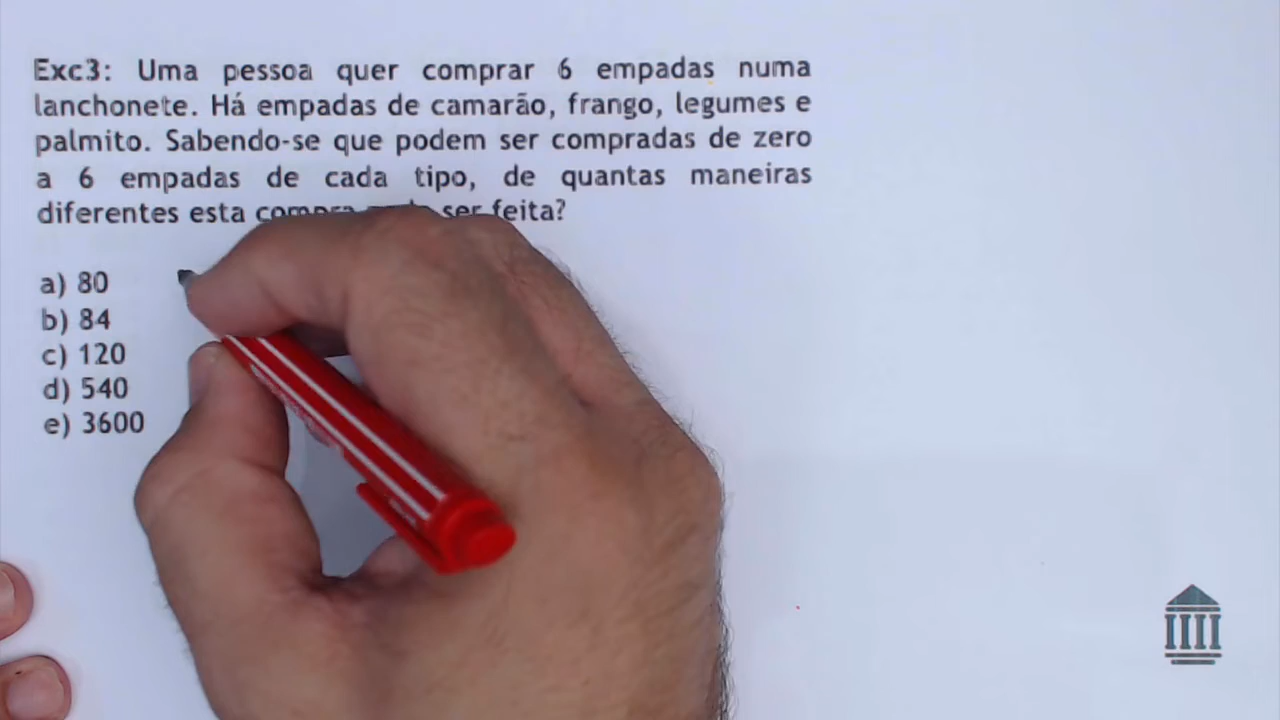 Exc3: Uma pessoa quer comprar 6 empadas numa
lanchonete. Há empadas de camarão, frango, legumes e
palmito. Sabendo-se que podem ser compradas de zero
a 6 empadas de cada tipo, de quantas maneiras
diferentes esta compra ser feita?
a) 80
b) 84
c) 120
d) 540
e) 3600